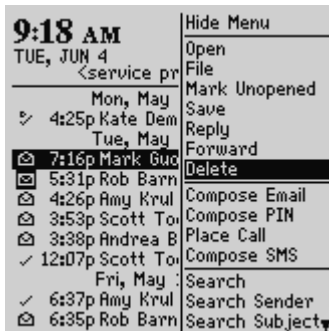 9:18 AM
TUE, JUN 4
<service pr
Mon, May
4:25p Kate Dem
Tue, May
7:16p Mark Guo
5:31p Rob Barn
4:26p Amy Krul
3:53p Scott To
3:38p Andrea B
12:07p Scott To
Fri, May
6:37p Amy Krul
6:35p Rob Barn
Hide Menu
Open
File
Mark Unopened
Save
Reply
Forward
Delete
Compose Email
Compose PIN
Place Call
Compose SMS
Search
Search Sender
Search Subject